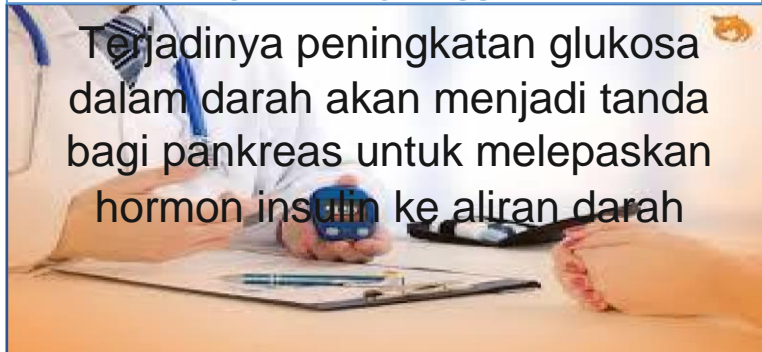 Terjadinya peningkatan glukosa
dalam darah akan menjadi tanda
bagi pankreas untuk melepaskan
hormon insulin ke aliran darah